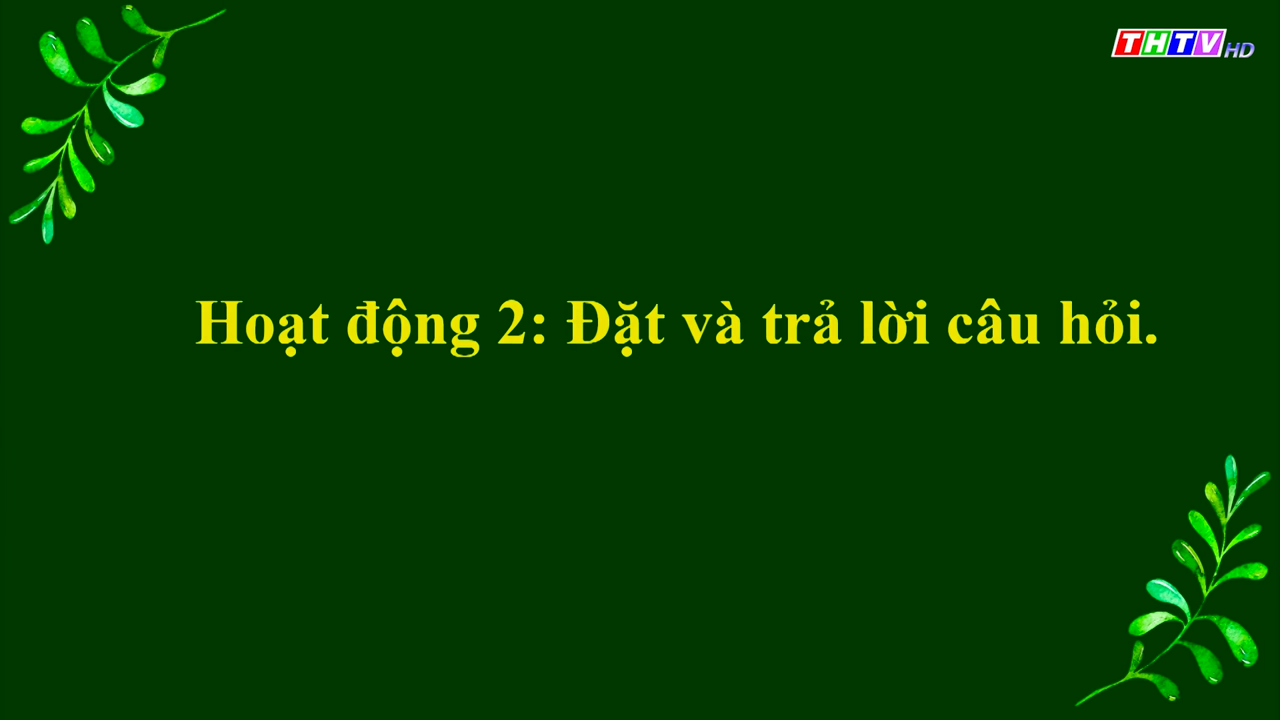 THTV HD
Hoạt động 2: Đặt và trả lời câu hỏi.